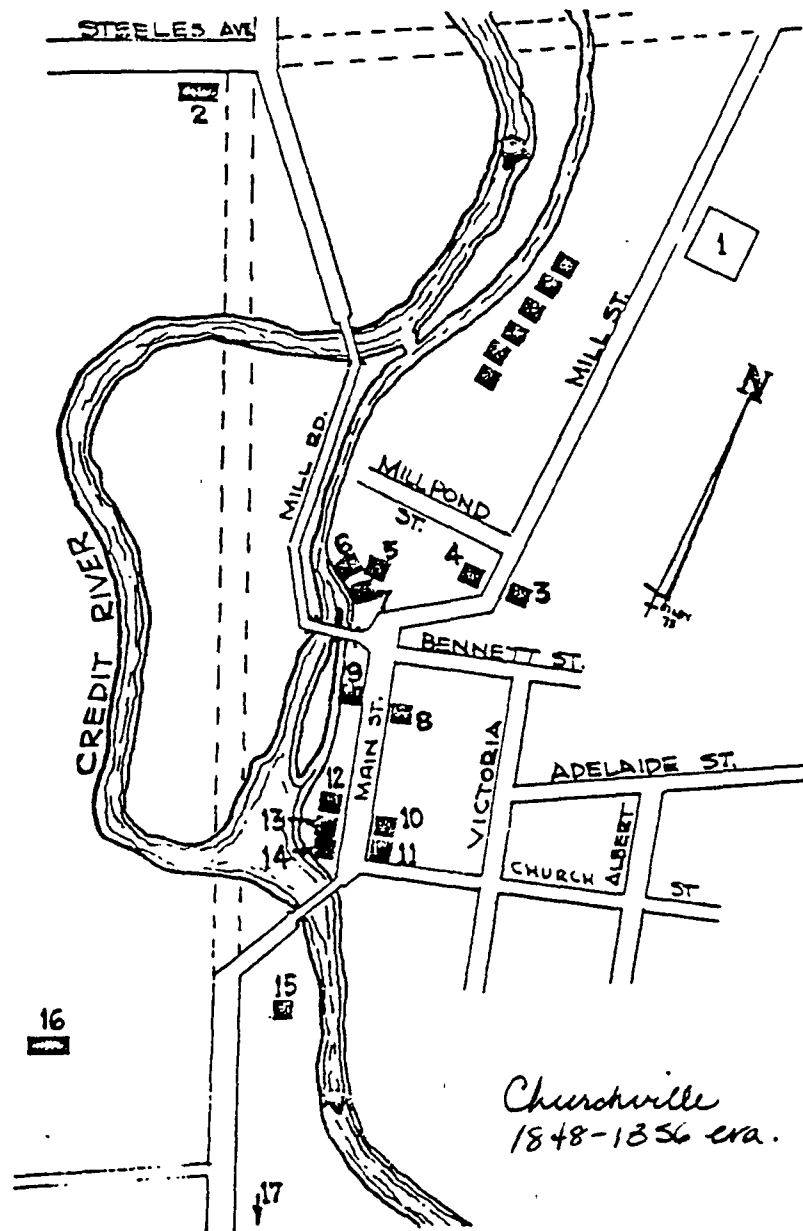 STEELES AVE
2
1
MILL ST.
N
MILL RD.
MILLPOND
ST.
6
5
4
3
CREDIT RIVER
BENNETT ST.
9
MAIN ST.
8
VICTORIA
ADELAIDE ST.
12
13
10
14
11
CHURCH
ALBERT
ST
15
16
17
Churchville
1848-1856 era.